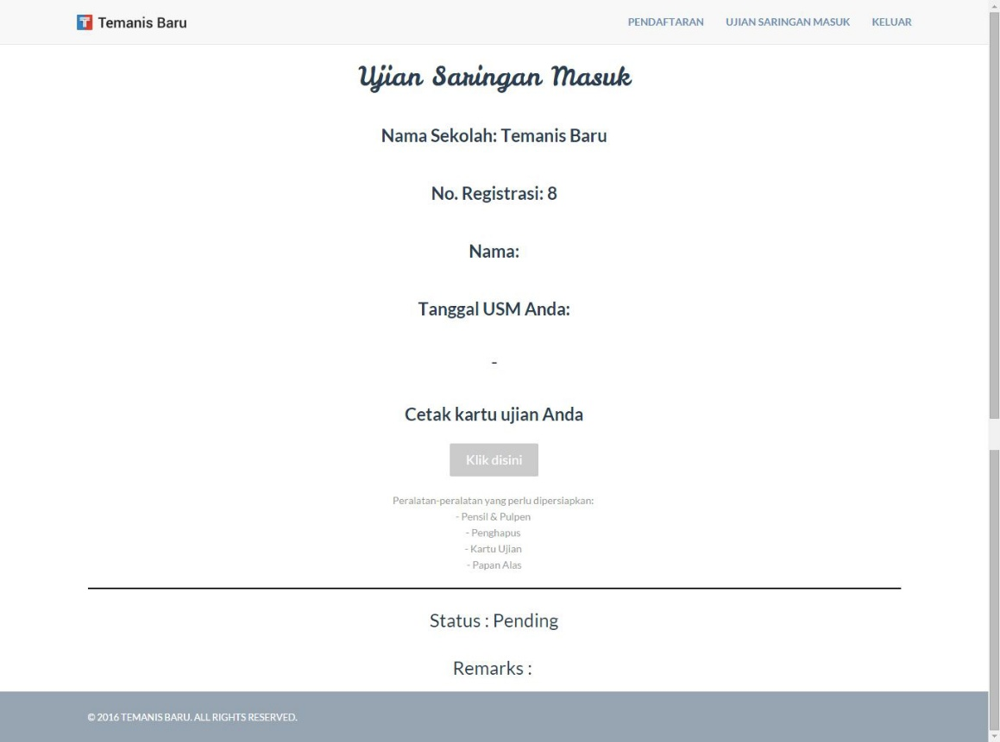 Temanis Baru
PENDAFTARAN UJIAN SARINGAN MASUK KELUAR
Ujian Saringan Masuk
Nama Sekolah: Temanis Baru
No. Registrasi: 8
Nama:
Tanggal USM Anda:
-
Cetak kartu ujian Anda
Klik disini
Peralatan-peralatan yang perlu dipersiapkan:
- Pensil & Pulpen
- Penghapus
- Kartu Ujian
- Papan Alas
Status : Pending
Remarks :
© 2016 TEMANIS BARU. ALL RIGHTS RESERVED.